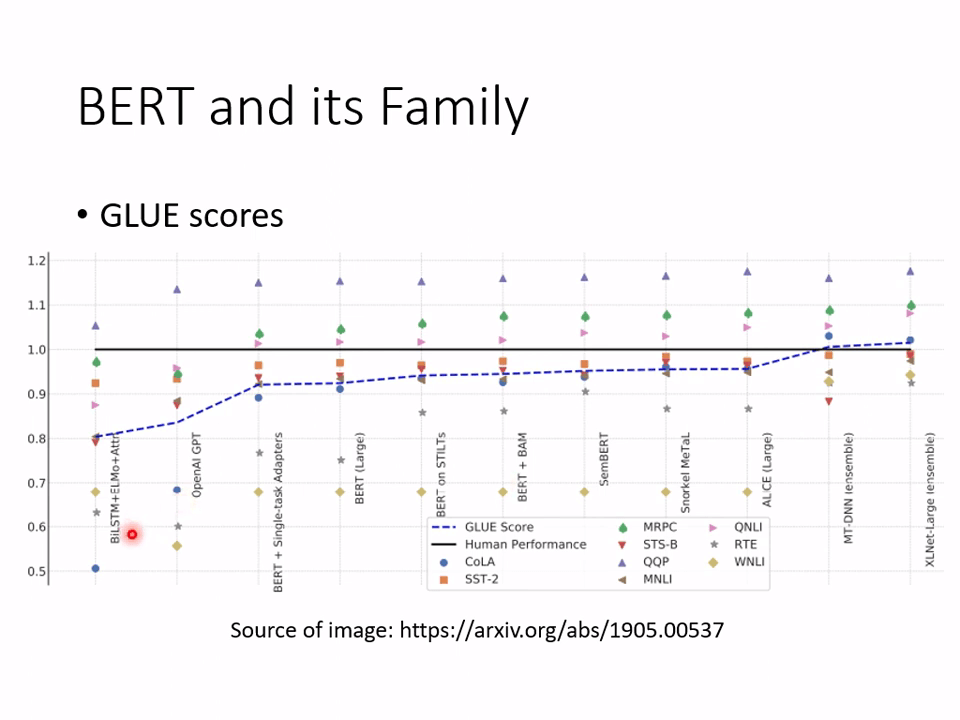 BERT and its Family
• GLUE scores
1.2
1.1
1.0
0.9
0.8
0.7
0.6
0.5
BiLSTM+ELMo+Attn
OpenAI GPT
BERT + Single-task Adapters
BERT (Large)
BERT on STILTs
BERT + BAM
SemBERT
Snorkel MeTaL
ALICE (Large)
MT-DNN (ensemble)
XLNet-Large (ensemble)
GLUE Score
Human Performance
CoLA
SST-2
MRPC
STS-B
QQP
MNLI
QNLI
RTE
WNLI
Source of image: https://arxiv.org/abs/1905.00537